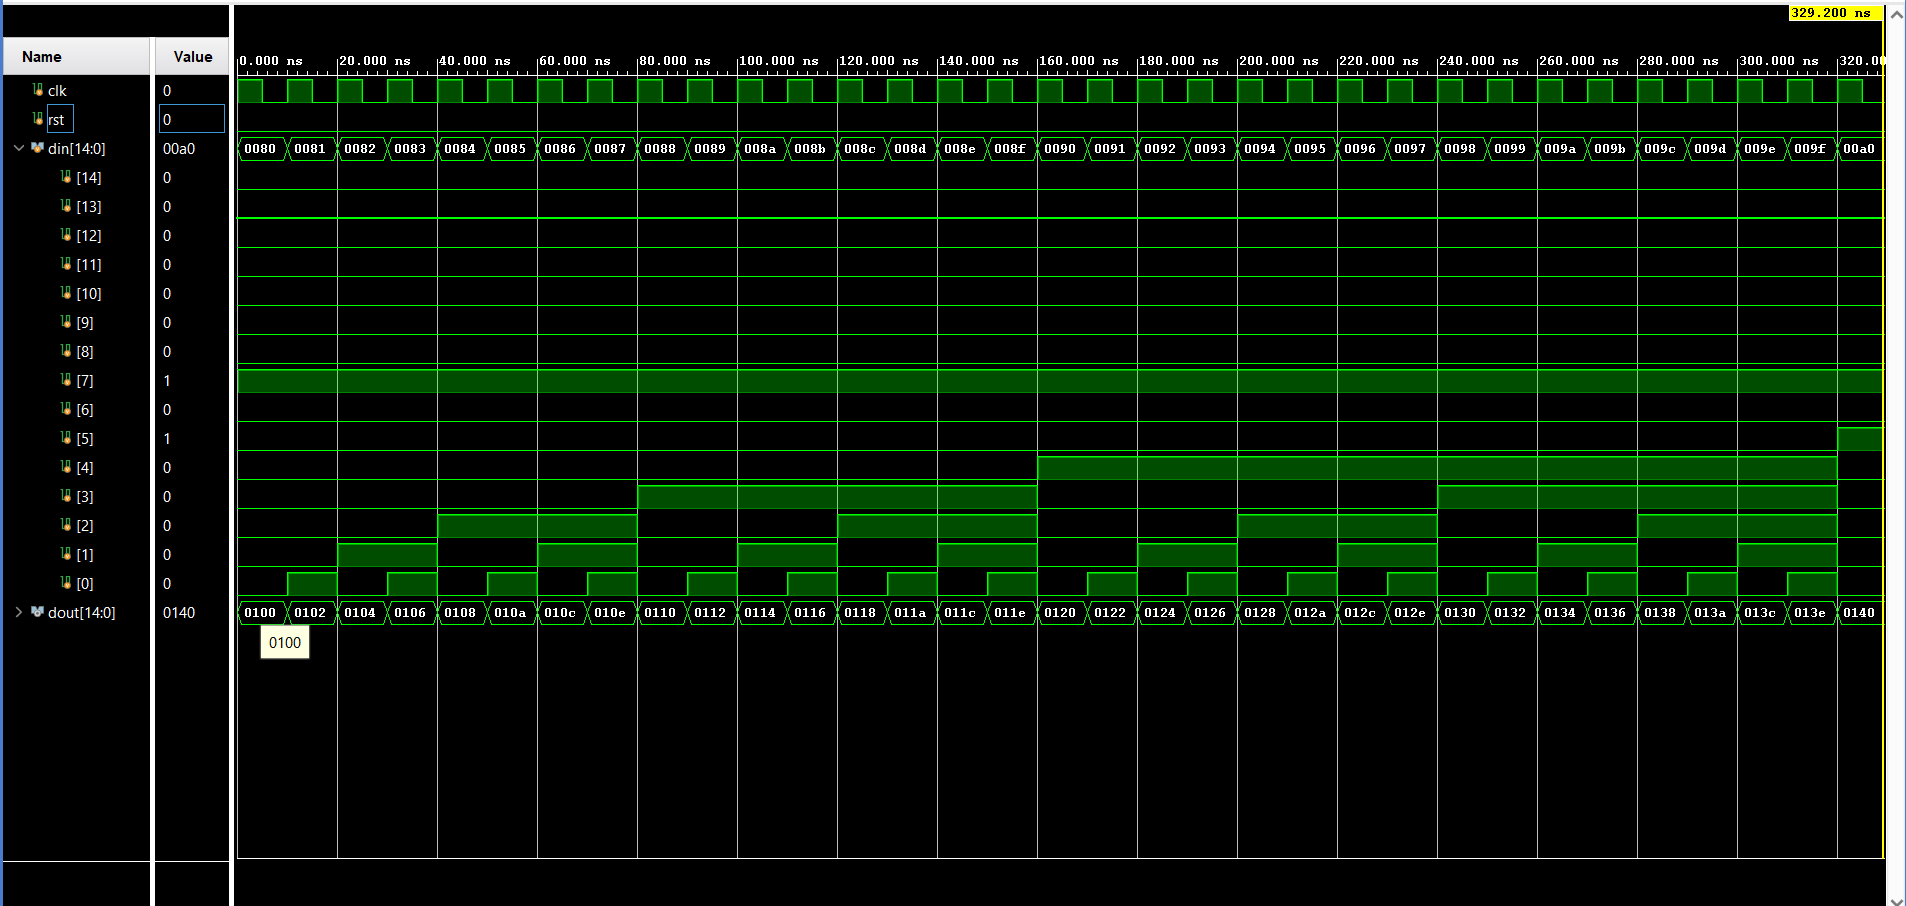 329.200 ns
Name Value
0.000 ns 20.000 ns 40.000 ns 60.000 ns 80.000 ns 100.000 ns 120.000 ns 140.000 ns 160.000 ns 180.000 ns 200.000 ns 220.000 ns 240.000 ns 260.000 ns 280.000 ns 300.000 ns 320.00
clk 0
rst 0
din[14:0] 00a0 0080 0081 0082 0083 0084 0085 0086 0087 0088 0089 008a 008b 008c 008d 008e 008f 0090 0091 0092 0093 0094 0095 0096 0097 0098 0099 009a 009b 009c 009d 009e 009f 00a0
[14] 0
[13] 0
[12] 0
[11] 0
[10] 0
[9] 0
[8] 0
[7] 1
[6] 0
[5] 1
[4] 0
[3] 0
[2] 0
[1] 0
[0] 0
dout[14:0] 0140 0100 0102 0104 0106 0108 010a 010c 010e 0110 0112 0114 0116 0118 011a 011c 011e 0120 0122 0124 0126 0128 012a 012c 012e 0130 0132 0134 0136 0138 013a 013c 013e 0140
0100